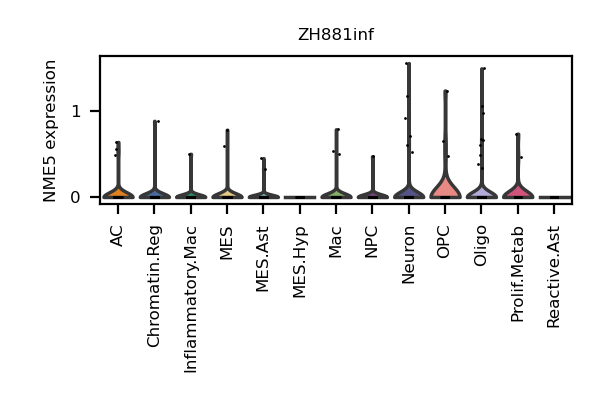 ZH881inf
NME5 expression
1
0
AC
Chromatin.Reg
Inflammatory.Mac
MES
MES.Ast
MES.Hyp
Mac
NPC
Neuron
OPC
Oligo
Prolif.Metab
Reactive.Ast